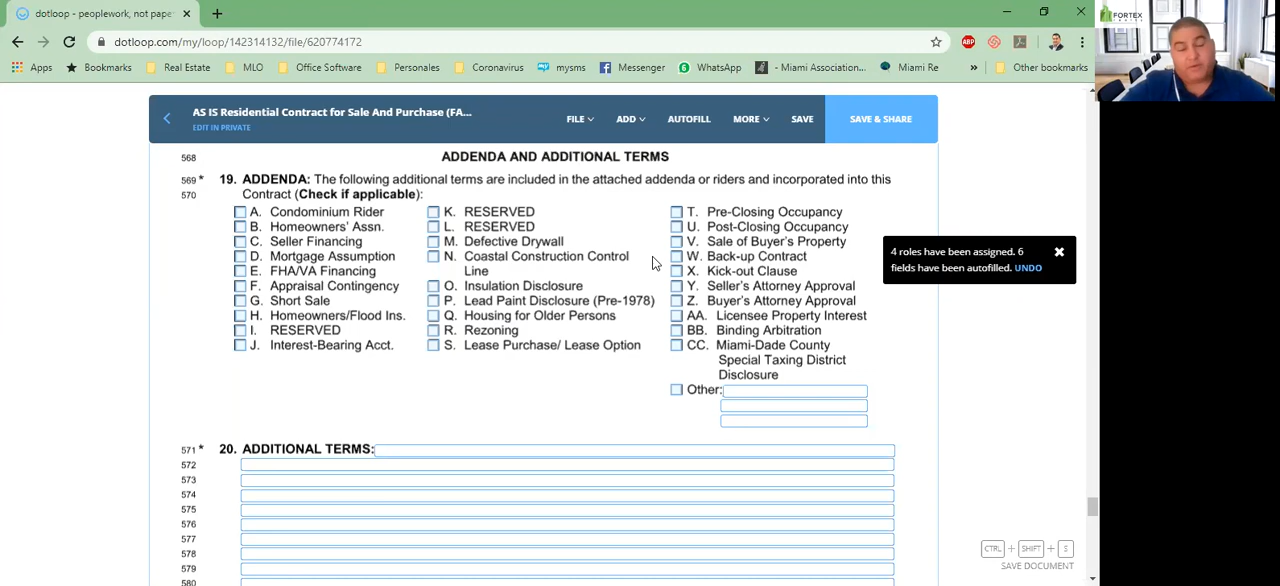 dotloop - peoplework, not pape
dotloop.com/my/loop/142314132/file/620774172
ABP
Apps Bookmarks Real Estate MLO Office Software Personales Coronavirus mysms Messenger WhatsApp - Miami Association... Miami Re » Other bookmarks
FORTEX
AS IS Residential Contract for Sale And Purchase (FA...
EDIT IN PRIVATE
FILE ADD AUTOFILL MORE SAVE SAVE & SHARE
568 ADDENDA AND ADDITIONAL TERMS
569 * 19. ADDENDA: The following additional terms are included in the attached addenda or riders and incorporated into this
570 Contract (Check if applicable):
A. Condominium Rider
B. Homeowners' Assn.
C. Seller Financing
D. Mortgage Assumption
E. FHA/VA Financing
F. Appraisal Contingency
G. Short Sale
H. Homeowners/Flood Ins.
I. RESERVED
J. Interest-Bearing Acct.
K. RESERVED
L. RESERVED
M. Defective Drywall
N. Coastal Construction Control
Line
O. Insulation Disclosure
P. Lead Paint Disclosure (Pre-1978)
Q. Housing for Older Persons
R. Rezoning
S. Lease Purchase/ Lease Option
T. Pre-Closing Occupancy
U. Post-Closing Occupancy
V. Sale of Buyer's Property
W. Back-up Contract
X. Kick-out Clause
Y. Seller's Attorney Approval
Z. Buyer's Attorney Approval
AA. Licensee Property Interest
BB. Binding Arbitration
CC. Miami-Dade County
Special Taxing District
Disclosure
Other:
4 roles have been assigned. 6
fields have been autofilled. UNDO
571 * 20. ADDITIONAL TERMS:
572
573
574
575
576
577
578
579
580
CTRL + SHIFT + S
SAVE DOCUMENT